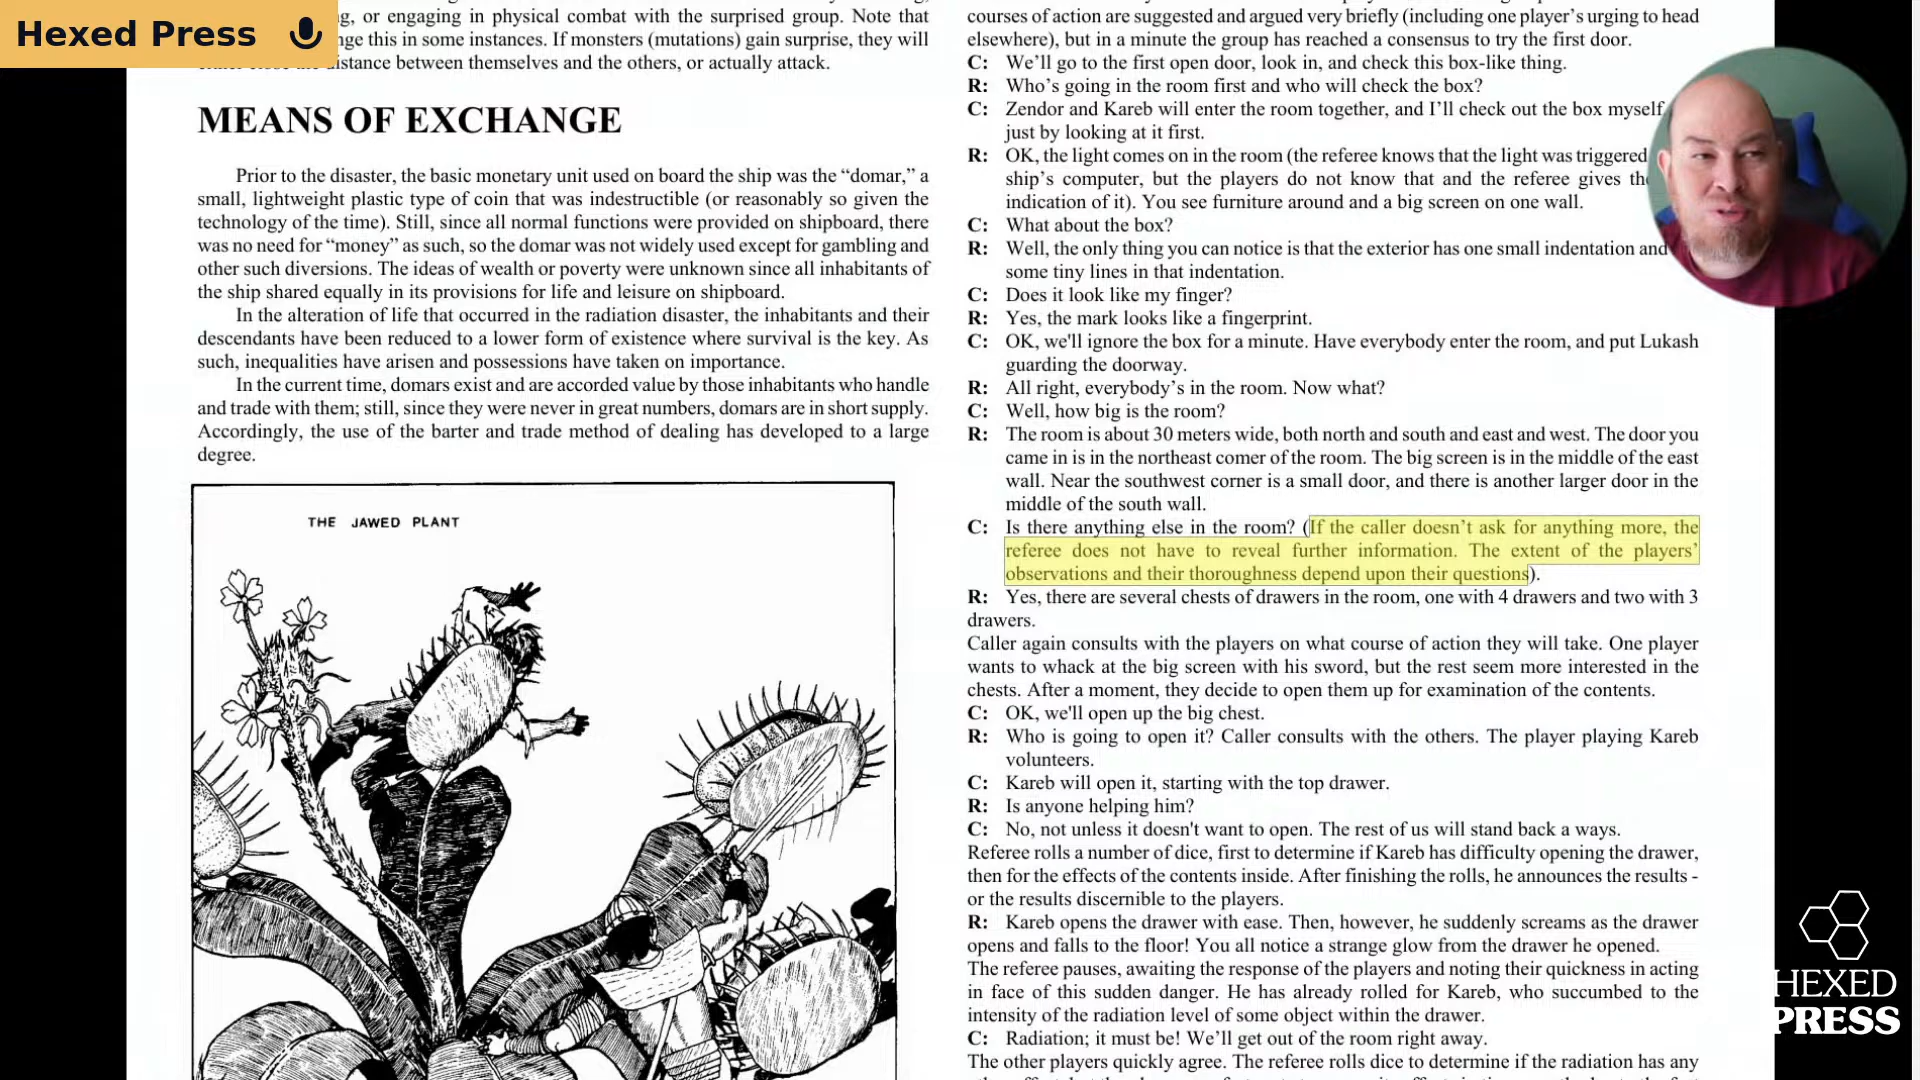 Hexed Press
g, or engaging in physical combat with the surprised group. Note that
nge this in some instances. If monsters (mutations) gain surprise, they will
distance between themselves and the others, or actually attack.
MEANS OF EXCHANGE
Prior to the disaster, the basic monetary unit used on board the ship was the “domar,” a
small, lightweight plastic type of coin that was indestructible (or reasonably so given the
technology of the time). Still, since all normal functions were provided on shipboard, there
was no need for “money” as such, so the domar was not widely used except for gambling and
other such diversions. The ideas of wealth or poverty were unknown since all inhabitants of
the ship shared equally in its provisions for life and leisure on shipboard.
In the alteration of life that occurred in the radiation disaster, the inhabitants and their
descendants have been reduced to a lower form of existence where survival is the key. As
such, inequalities have arisen and possessions have taken on importance.
In the current time, domars exist and are accorded value by those inhabitants who handle
and trade with them; still, since they were never in great numbers, domars are in short supply.
Accordingly, the use of the barter and trade method of dealing has developed to a large
degree.
THE JAWED PLANT
courses of action are suggested and argued very briefly (including one player’s urging to head
elsewhere), but in a minute the group has reached a consensus to try the first door.
C: We’ll go to the first open door, look in, and check this box-like thing.
R: Who’s going in the room first and who will check the box?
C: Zendor and Kareb will enter the room together, and I’ll check out the box myself
just by looking at it first.
R: OK, the light comes on in the room (the referee knows that the light was triggered
ship’s computer, but the players do not know that and the referee gives
indication of it). You see furniture around and a big screen on one wall.
C: What about the box?
R: Well, the only thing you can notice is that the exterior has one small indentation and
some tiny lines in that indentation.
C: Does it look like my finger?
R: Yes, the mark looks like a fingerprint.
C: OK, we'll ignore the box for a minute. Have everybody enter the room, and put Lukash
guarding the doorway.
R: All right, everybody’s in the room. Now what?
C: Well, how big is the room?
R: The room is about 30 meters wide, both north and south and east and west. The door you
came in is in the northeast comer of the room. The big screen is in the middle of the east
wall. Near the southwest corner is a small door, and there is another larger door in the
middle of the south wall.
C: Is there anything else in the room? (If the caller doesn’t ask for anything more, the
referee does not have to reveal further information. The extent of the players’
observations and their thoroughness depend upon their questions).
R: Yes, there are several chests of drawers in the room, one with 4 drawers and two with 3
drawers.
Caller again consults with the players on what course of action they will take. One player
wants to whack at the big screen with his sword, but the rest seem more interested in the
chests. After a moment, they decide to open them up for examination of the contents.
C: OK, we'll open up the big chest.
R: Who is going to open it? Caller consults with the others. The player playing Kareb
volunteers.
C: Kareb will open it, starting with the top drawer.
R: Is anyone helping him?
C: No, not unless it doesn't want to open. The rest of us will stand back a ways.
Referee rolls a number of dice, first to determine if Kareb has difficulty opening the drawer,
then for the effects of the contents inside. After finishing the rolls, he announces the results -
or the results discernible to the players.
R: Kareb opens the drawer with ease. Then, however, he suddenly screams as the drawer
opens and falls to the floor! You all notice a strange glow from the drawer he opened.
The referee pauses, awaiting the response of the players and noting their quickness in acting
in face of this sudden danger. He has already rolled for Kareb, who succumbed to the
intensity of the radiation level of some object within the drawer.
C: Radiation; it must be! We’ll get out of the room right away.
The other players quickly agree. The referee rolls dice to determine if the radiation has any
HEXED
PRESS